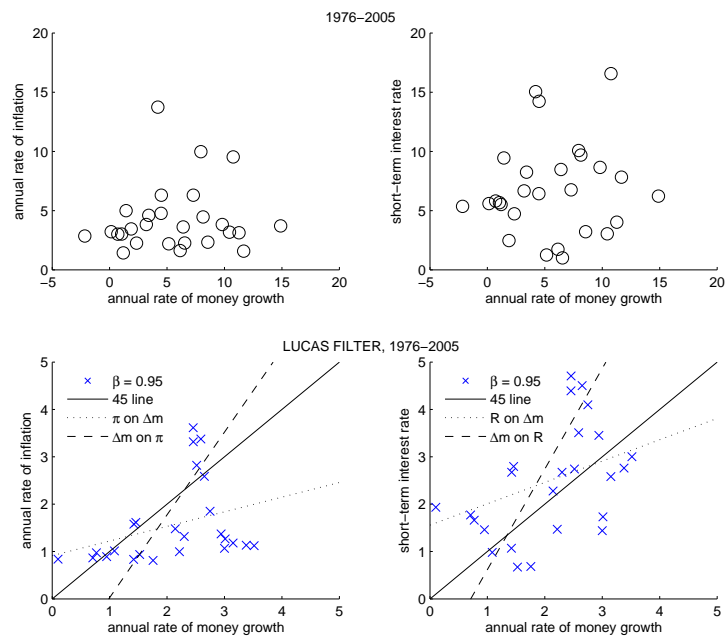 1976−2005
20
15
10
5
0
−5 0 5 10 15 20
annual rate of money growth
annual rate of inflation
20
15
10
5
0
−5 0 5 10 15 20
annual rate of money growth
short−term interest rate
LUCAS FILTER, 1976−2005
5
4
3
2
1
0
0 1 2 3 4 5
annual rate of money growth
annual rate of inflation
β = 0.95
45 line
π on Δm
Δm on π
5
4
3
2
1
0
0 1 2 3 4 5
annual rate of money growth
short−term interest rate
β = 0.95
45 line
R on Δm
Δm on R